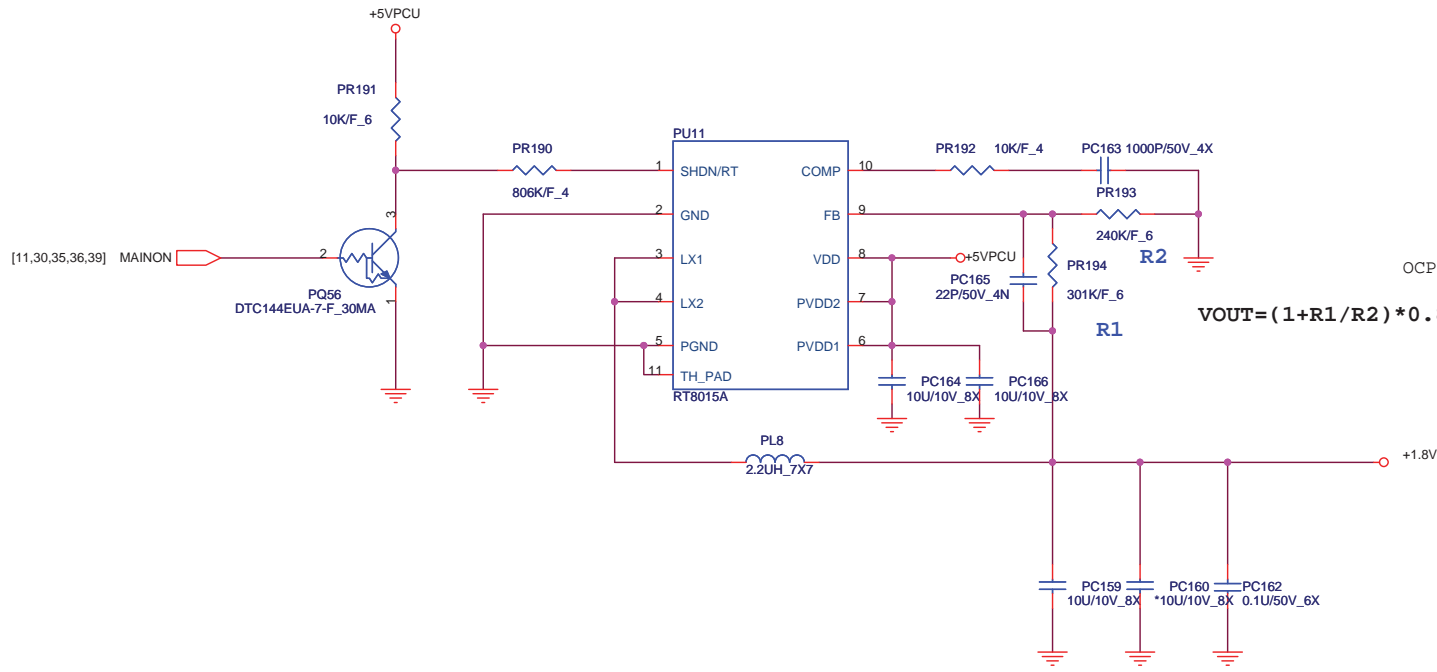 +5VPCU
PR191
10K/F_6
PU11
PR190
806K/F_4
1 SHDN/RT
2 GND
3 LX1
4 LX2
5 PGND
11 TH_PAD
COMP 10
FB 9
VDD 8
PVDD2 7
PVDD1 6
RT8015A
PR192 10K/F_4
PC163 1000P/50V_4X
PR193
240K/F_6
R2
+5VPCU
PC165
22P/50V_4N
PR194
301K/F_6
R1
OCP
VOUT=(1+R1/R2)*0.
[11,30,35,36,39] MAINON
2
3
1
PQ56
DTC144EUA-7-F_30MA
PC164
10U/10V_8X
PC166
10U/10V_8X
PL8
2.2UH_7X7
+1.8V
PC159
10U/10V_8X
PC160
*10U/10V_8X
PC162
0.1U/50V_6X